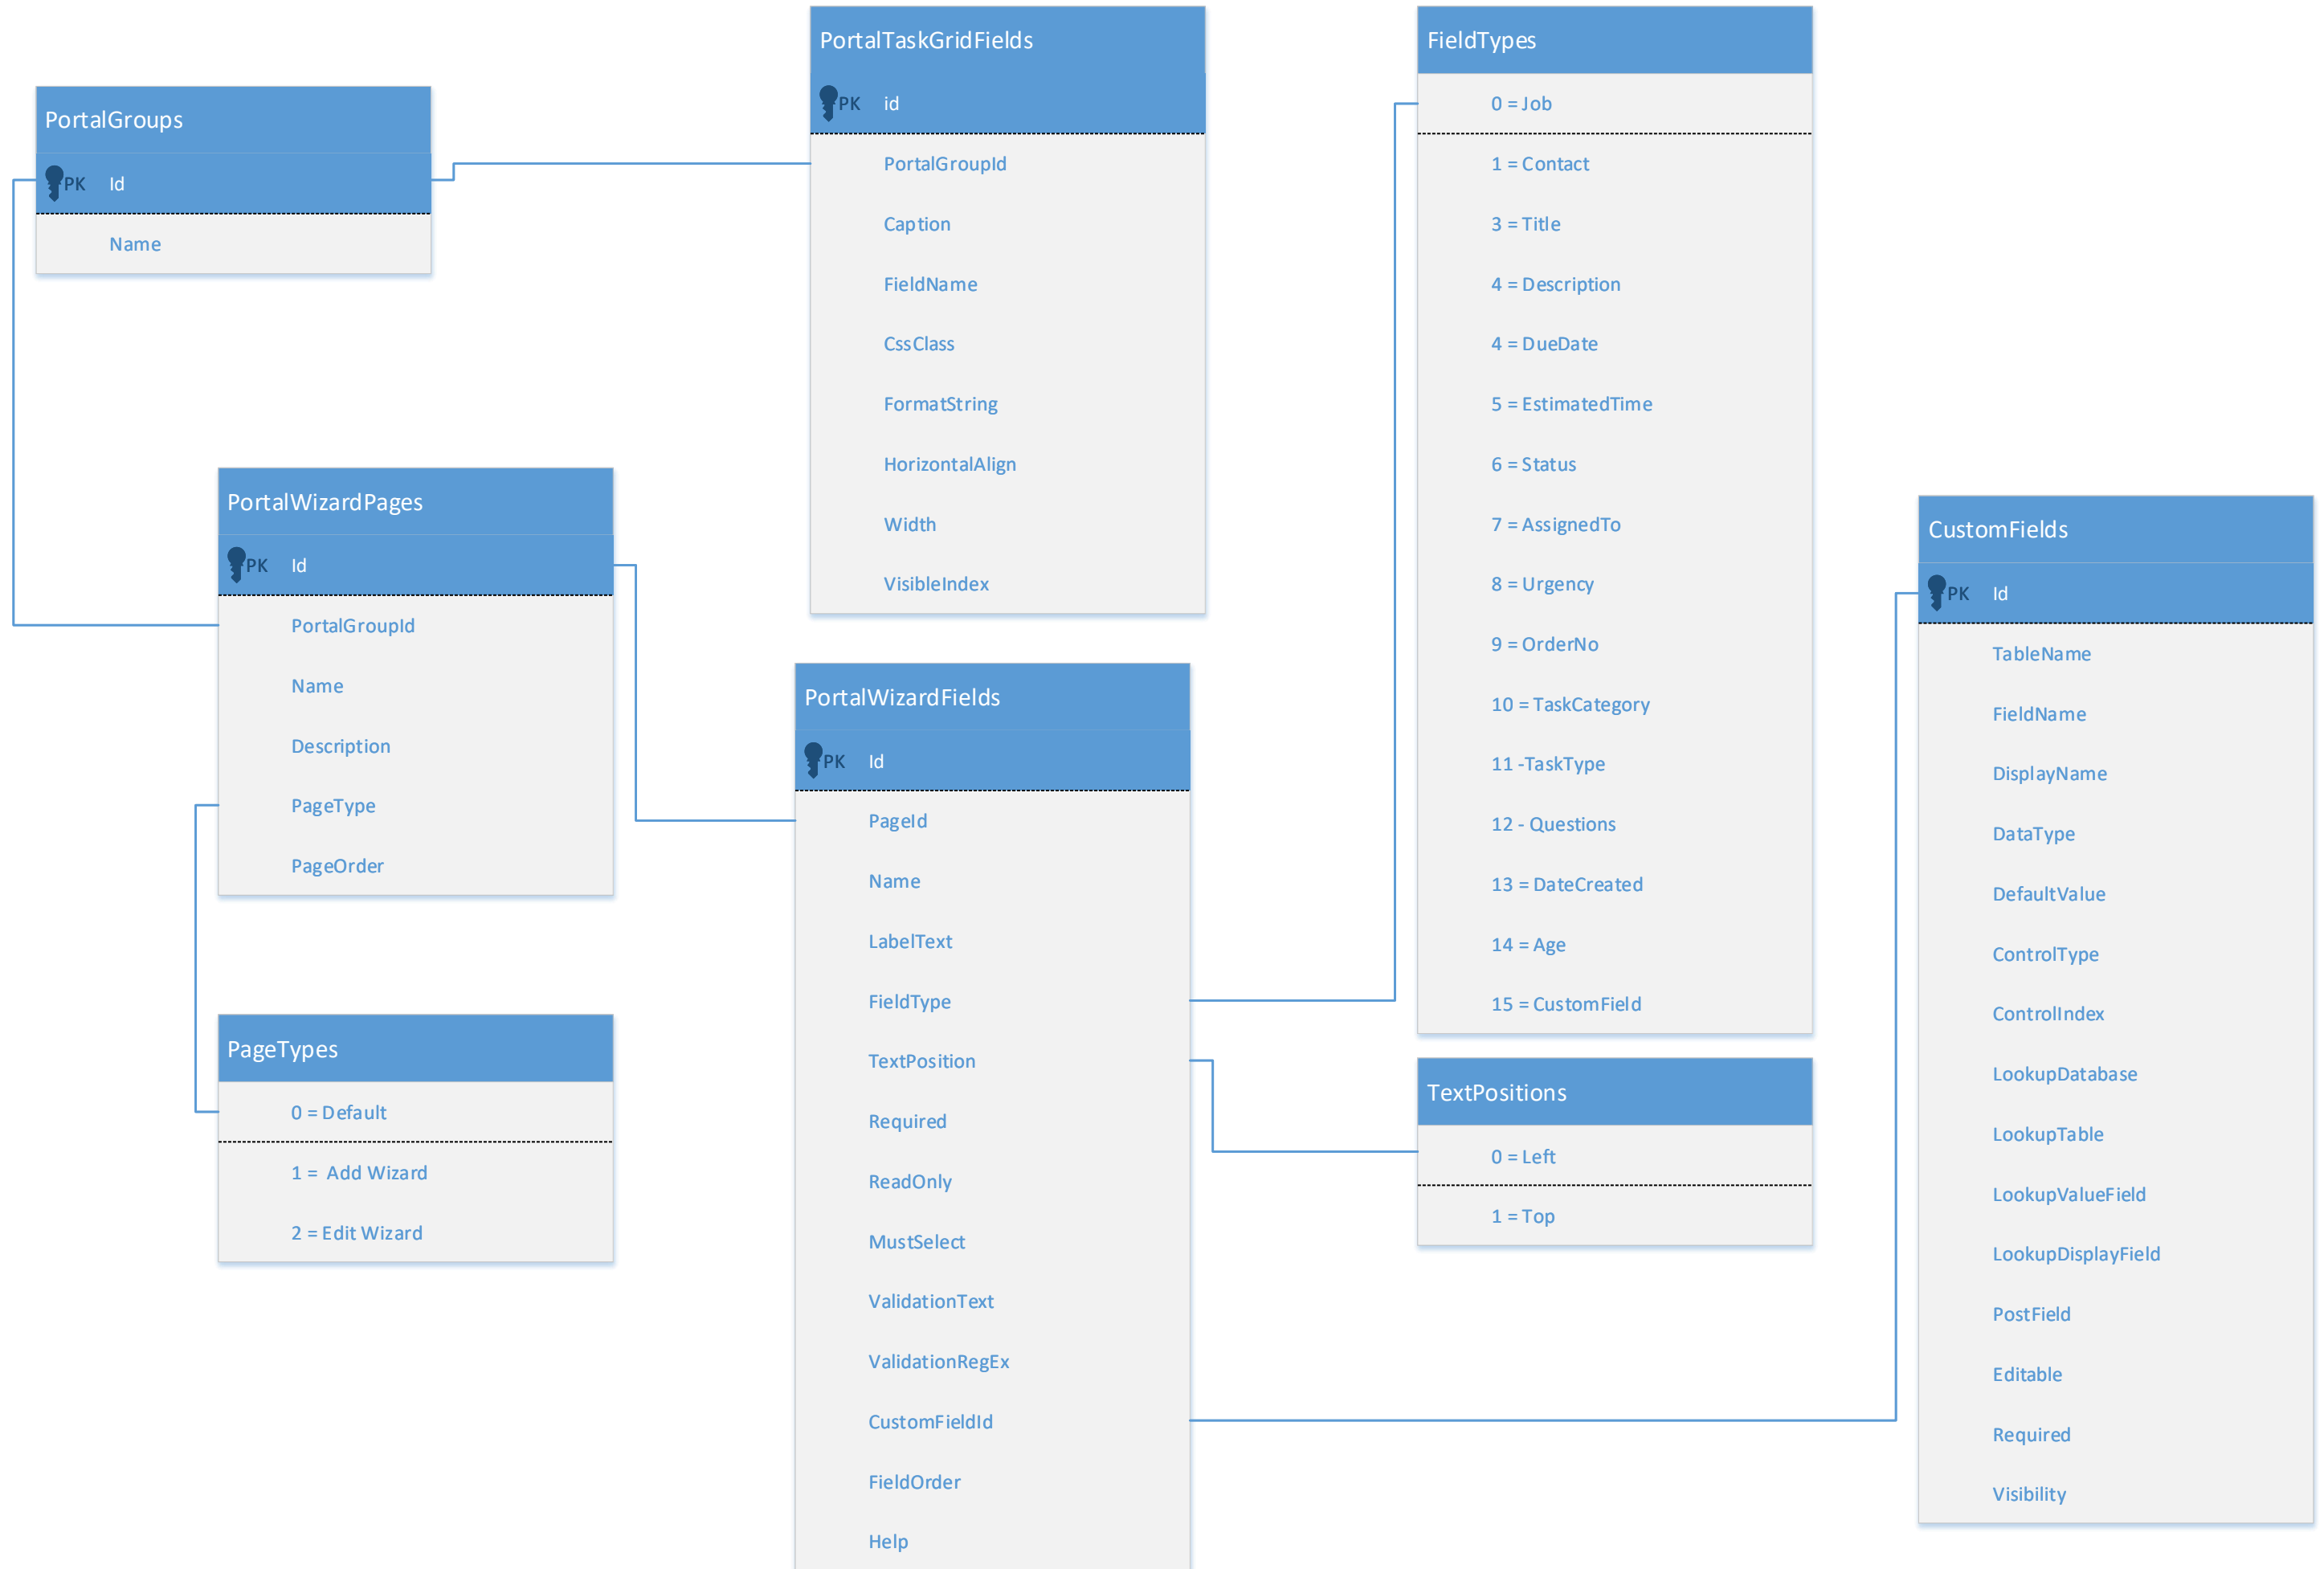 PortalGroups
PK Id
Name
PortalTaskGridFields
PK id
PortalGroupId
Caption
FieldName
CssClass
FormatString
HorizontalAlign
Width
VisibleIndex
FieldTypes
0 = Job
1 = Contact
3 = Title
4 = Description
4 = DueDate
5 = EstimatedTime
6 = Status
7 = AssignedTo
8 = Urgency
9 = OrderNo
10 = TaskCategory
11 -TaskType
12 - Questions
13 = DateCreated
14 = Age
15 = CustomField
PortalWizardPages
PK Id
PortalGroupId
Name
Description
PageType
PageOrder
PortalWizardFields
PK Id
PageId
Name
LabelText
FieldType
TextPosition
Required
ReadOnly
MustSelect
ValidationText
ValidationRegEx
CustomFieldId
FieldOrder
Help
CustomFields
PK Id
TableName
FieldName
DisplayName
DataType
DefaultValue
ControlType
ControlIndex
LookupDatabase
LookupTable
LookupValueField
LookupDisplayField
PostField
Editable
Required
Visibility
PageTypes
0 = Default
1 =  Add Wizard
2 = Edit Wizard
TextPositions
0 = Left
1 = Top